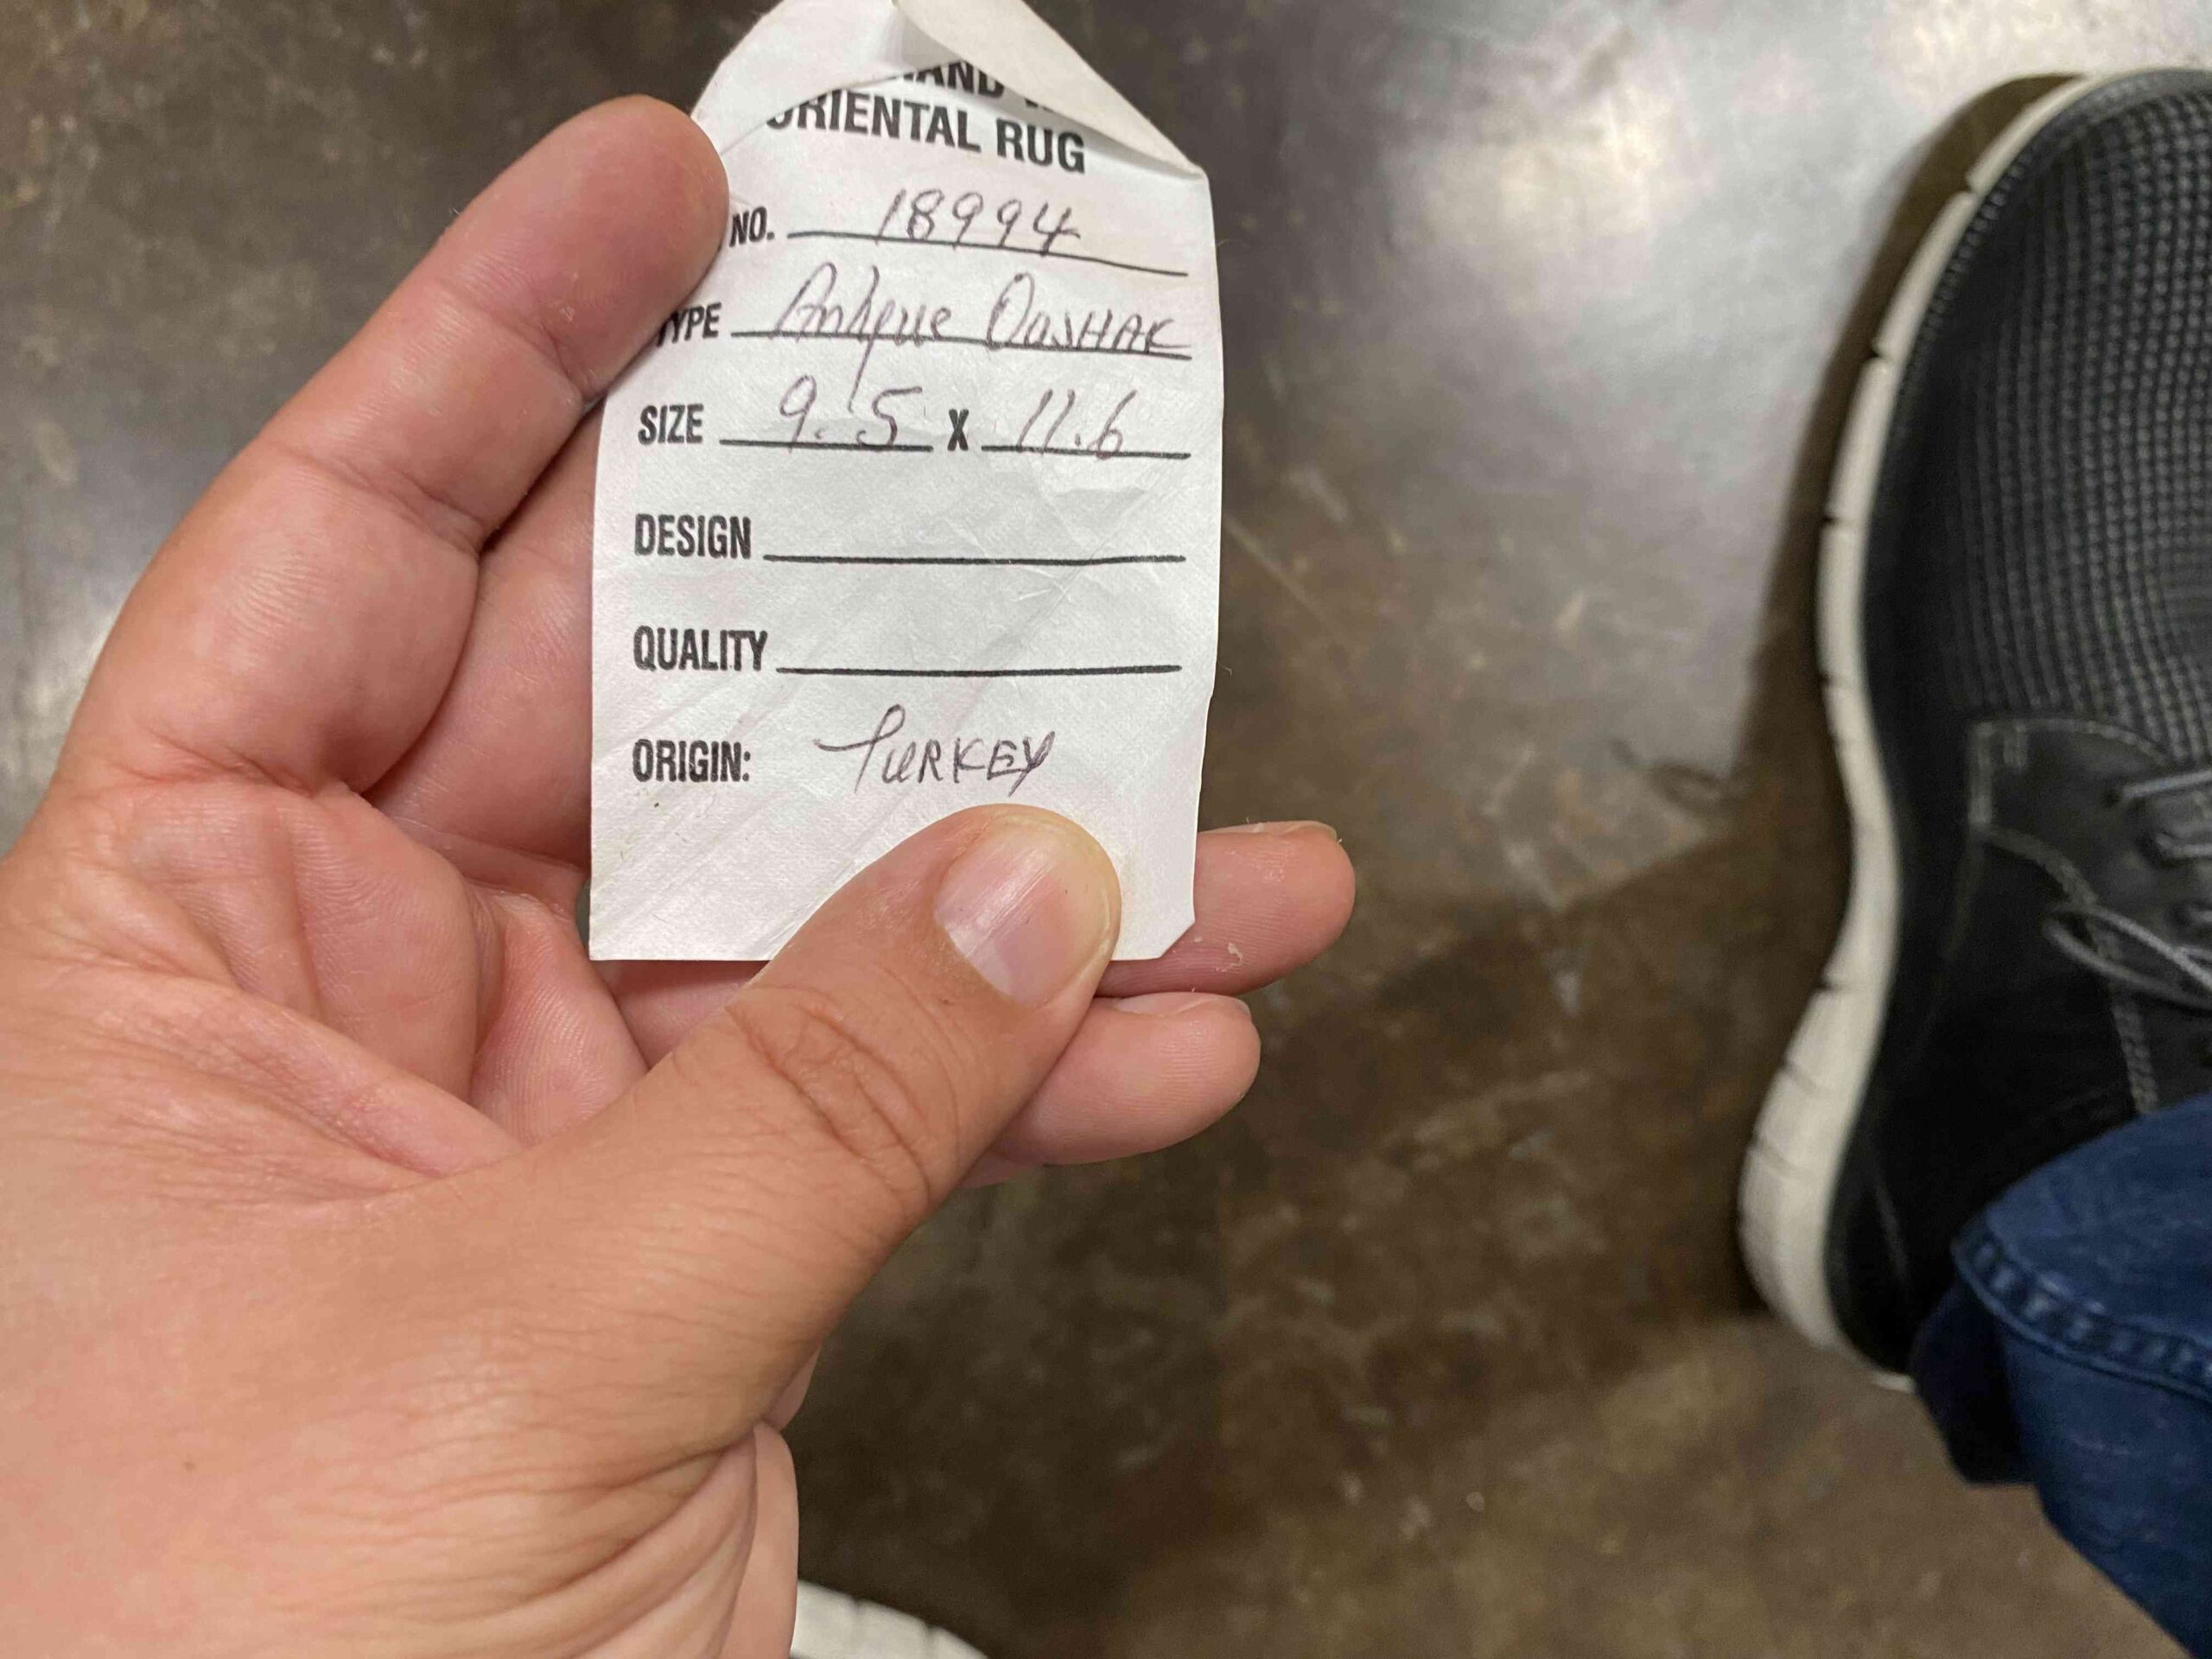 ORIENTAL RUG
NO. 18994
TYPE Antique OUSHAK
SIZE 9.5 X 11.6
DESIGN
QUALITY
ORIGIN: TURKEY